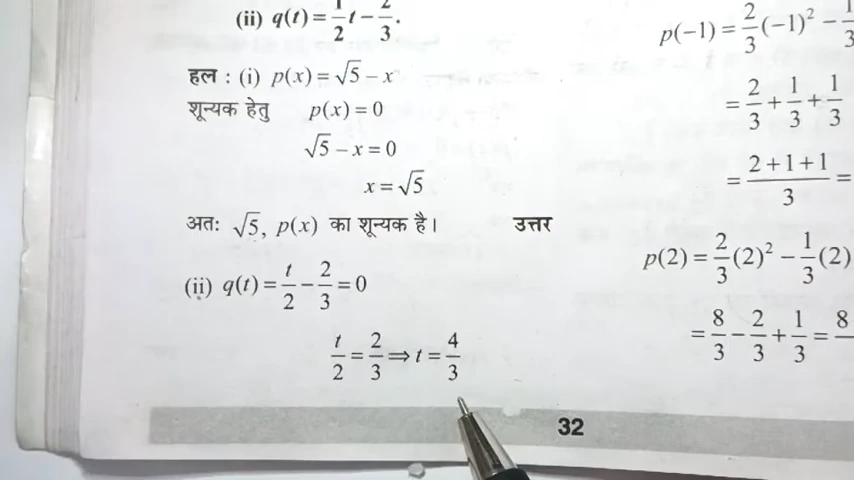 (ii) q(t) = 1/2 t − 2/3.
हल : (i) p(x) = √5 − x
शून्यक हेतु p(x) = 0
√5 − x = 0
x = √5
अतः √5, p(x) का शून्यक है। उत्तर
(ii) q(t) = t/2 − 2/3 = 0
t/2 = 2/3 ⇒ t = 4/3
p(−1) = 2/3 (−1)² −
= 2/3 + 1/3 + 1/3
= (2+1+1)/3 =
p(2) = 2/3 (2)² − 1/3 (2)
= 8/3 − 2/3 + 1/3 =
32